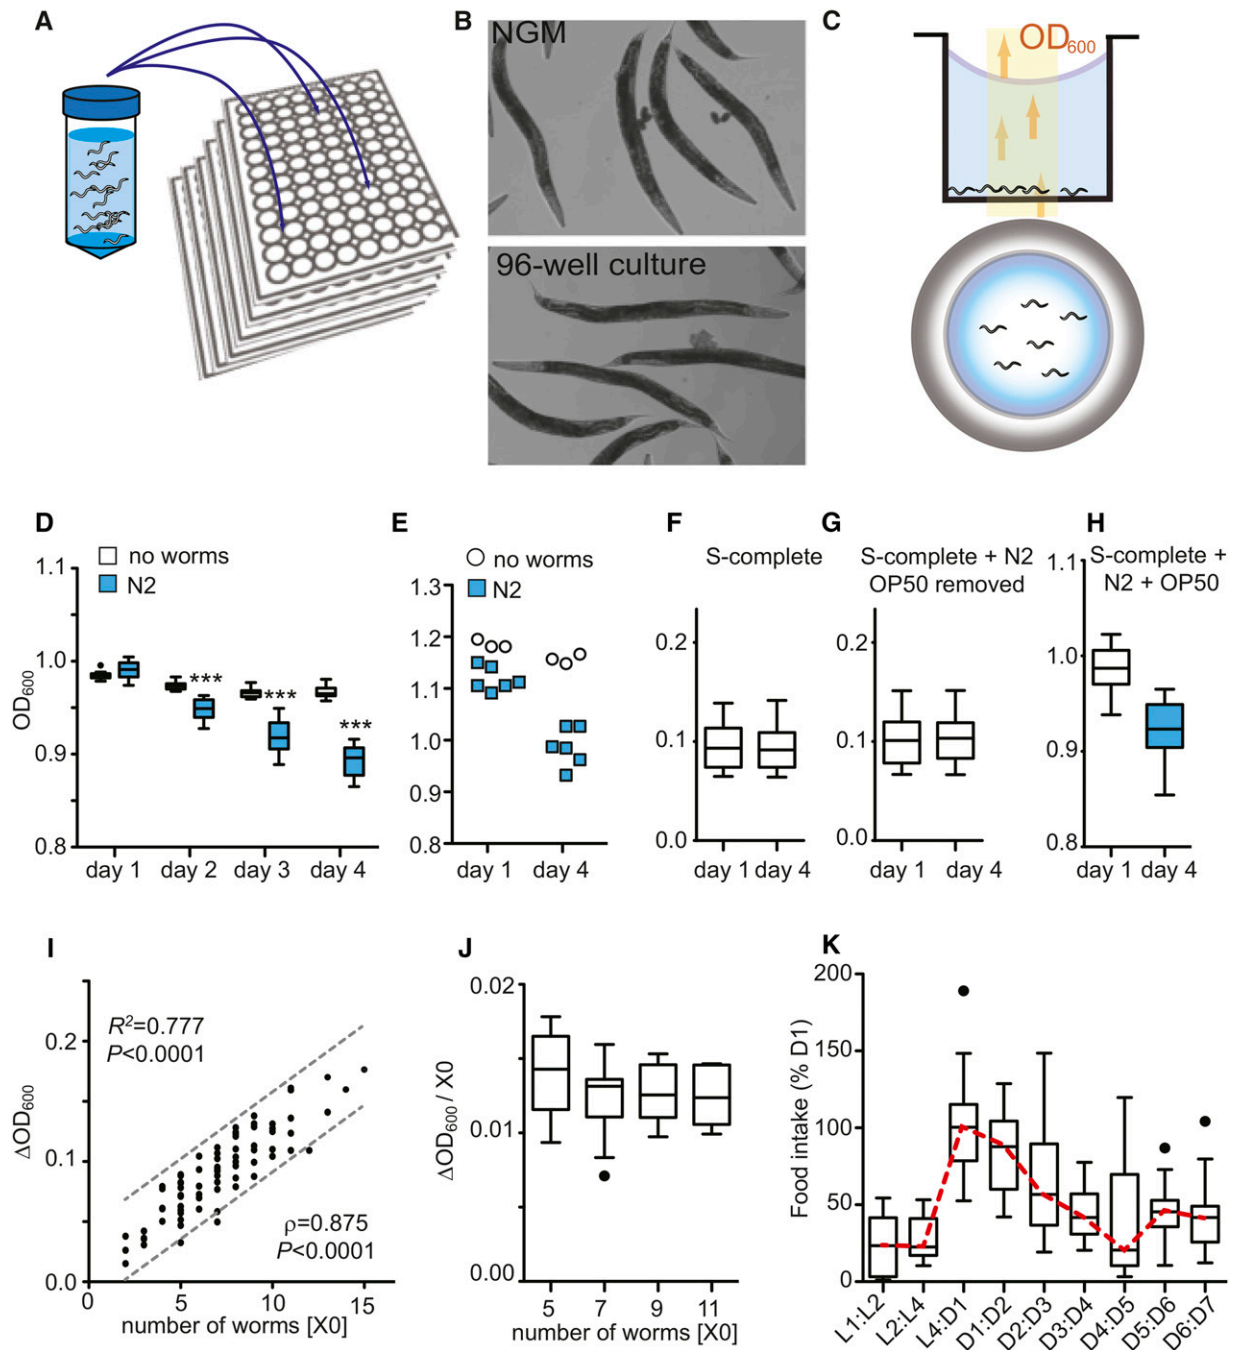 A
B
NGM
96-well culture
C
OD600
D
no worms
N2
OD600
1.1
1.0
0.9
0.8
***
***
***
day 1
day 2
day 3
day 4
E
no worms
N2
1.3
1.2
1.1
1.0
0.9
0.8
day 1
day 4
F
S-complete
0.2
0.1
0.0
day 1
day 4
G
S-complete + N2
OP50 removed
0.2
0.1
0.0
day 1
day 4
H
S-complete +
N2 + OP50
1.1
1.0
0.9
0.8
day 1
day 4
I
R2=0.777
P<0.0001
ρ=0.875
P<0.0001
ΔOD600
0.2
0.1
0.0
0
5
10
15
number of worms [X0]
J
ΔOD600 / X0
0.02
0.01
0.00
5
7
9
11
number of worms [X0]
K
Food intake (% D1)
200
150
100
50
0
L1:L2
L2:L4
L4:D1
D1:D2
D2:D3
D3:D4
D4:D5
D5:D6
D6:D7